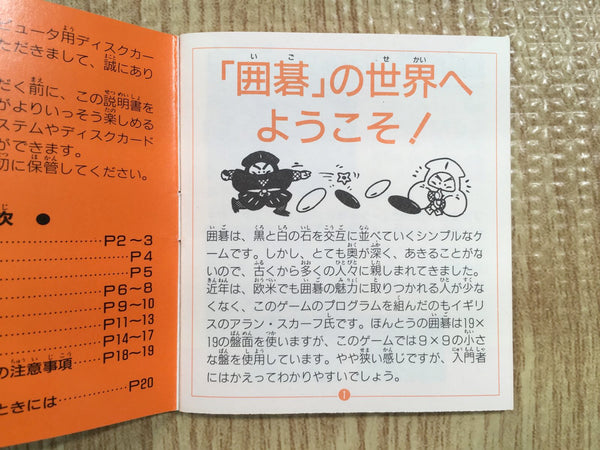 ピュータ用ディスクカー
ただきまして、誠にあり
だく前に、この説明書を
がよりいっそう楽しめる
ステムやディスクカード
ができます。
切に保管してください。
次 ●
P2〜3
P4
P5
P6〜8
P9〜10
P11〜13
P14〜17
P18〜19
の注意事項
P20
ときには
「囲碁」の世界へ
ようこそ!
囲碁は、黒と白の石を交互に並べていくシンプルなゲ
ームです。しかし、とても奥が深く、あきることがな
いので、古くから多くの人々に親しまれてきました。
近年は、欧米でも囲碁の魅力に取りつかれる人が少な
くなく、このゲームのプログラムを組んだのもイギリス
のアラン・スカーフ氏です。ほんとうの囲碁は19×
19の盤面を使いますが、このゲームでは9×9の小さ
な盤を使用しています。やや狭い感じですが、入門者
にはかえってわかりやすいでしょう。
1